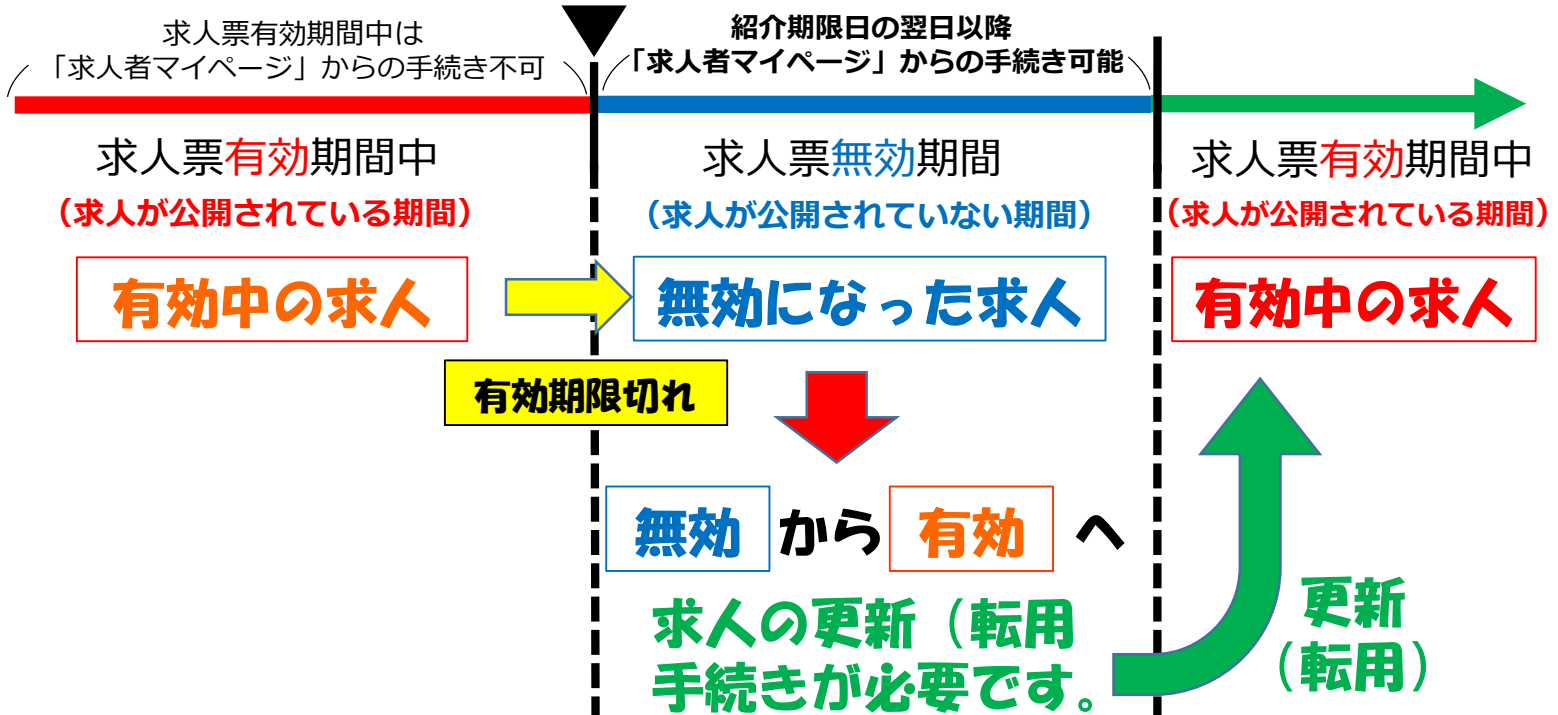 求人票有効期間中は
「求人者マイページ」からの手続き不可
紹介期限日の翌日以降
「求人者マイページ」からの手続き可能
求人票有効期間中
（求人が公開されている期間）
有効中の求人
求人票無効期間
（求人が公開されていない期間）
無効になった求人
求人票有効期間中
（求人が公開されている期間）
有効中の求人
有効期限切れ
無効 から 有効 へ
求人の更新（転用
手続きが必要です。
更新
（転用）